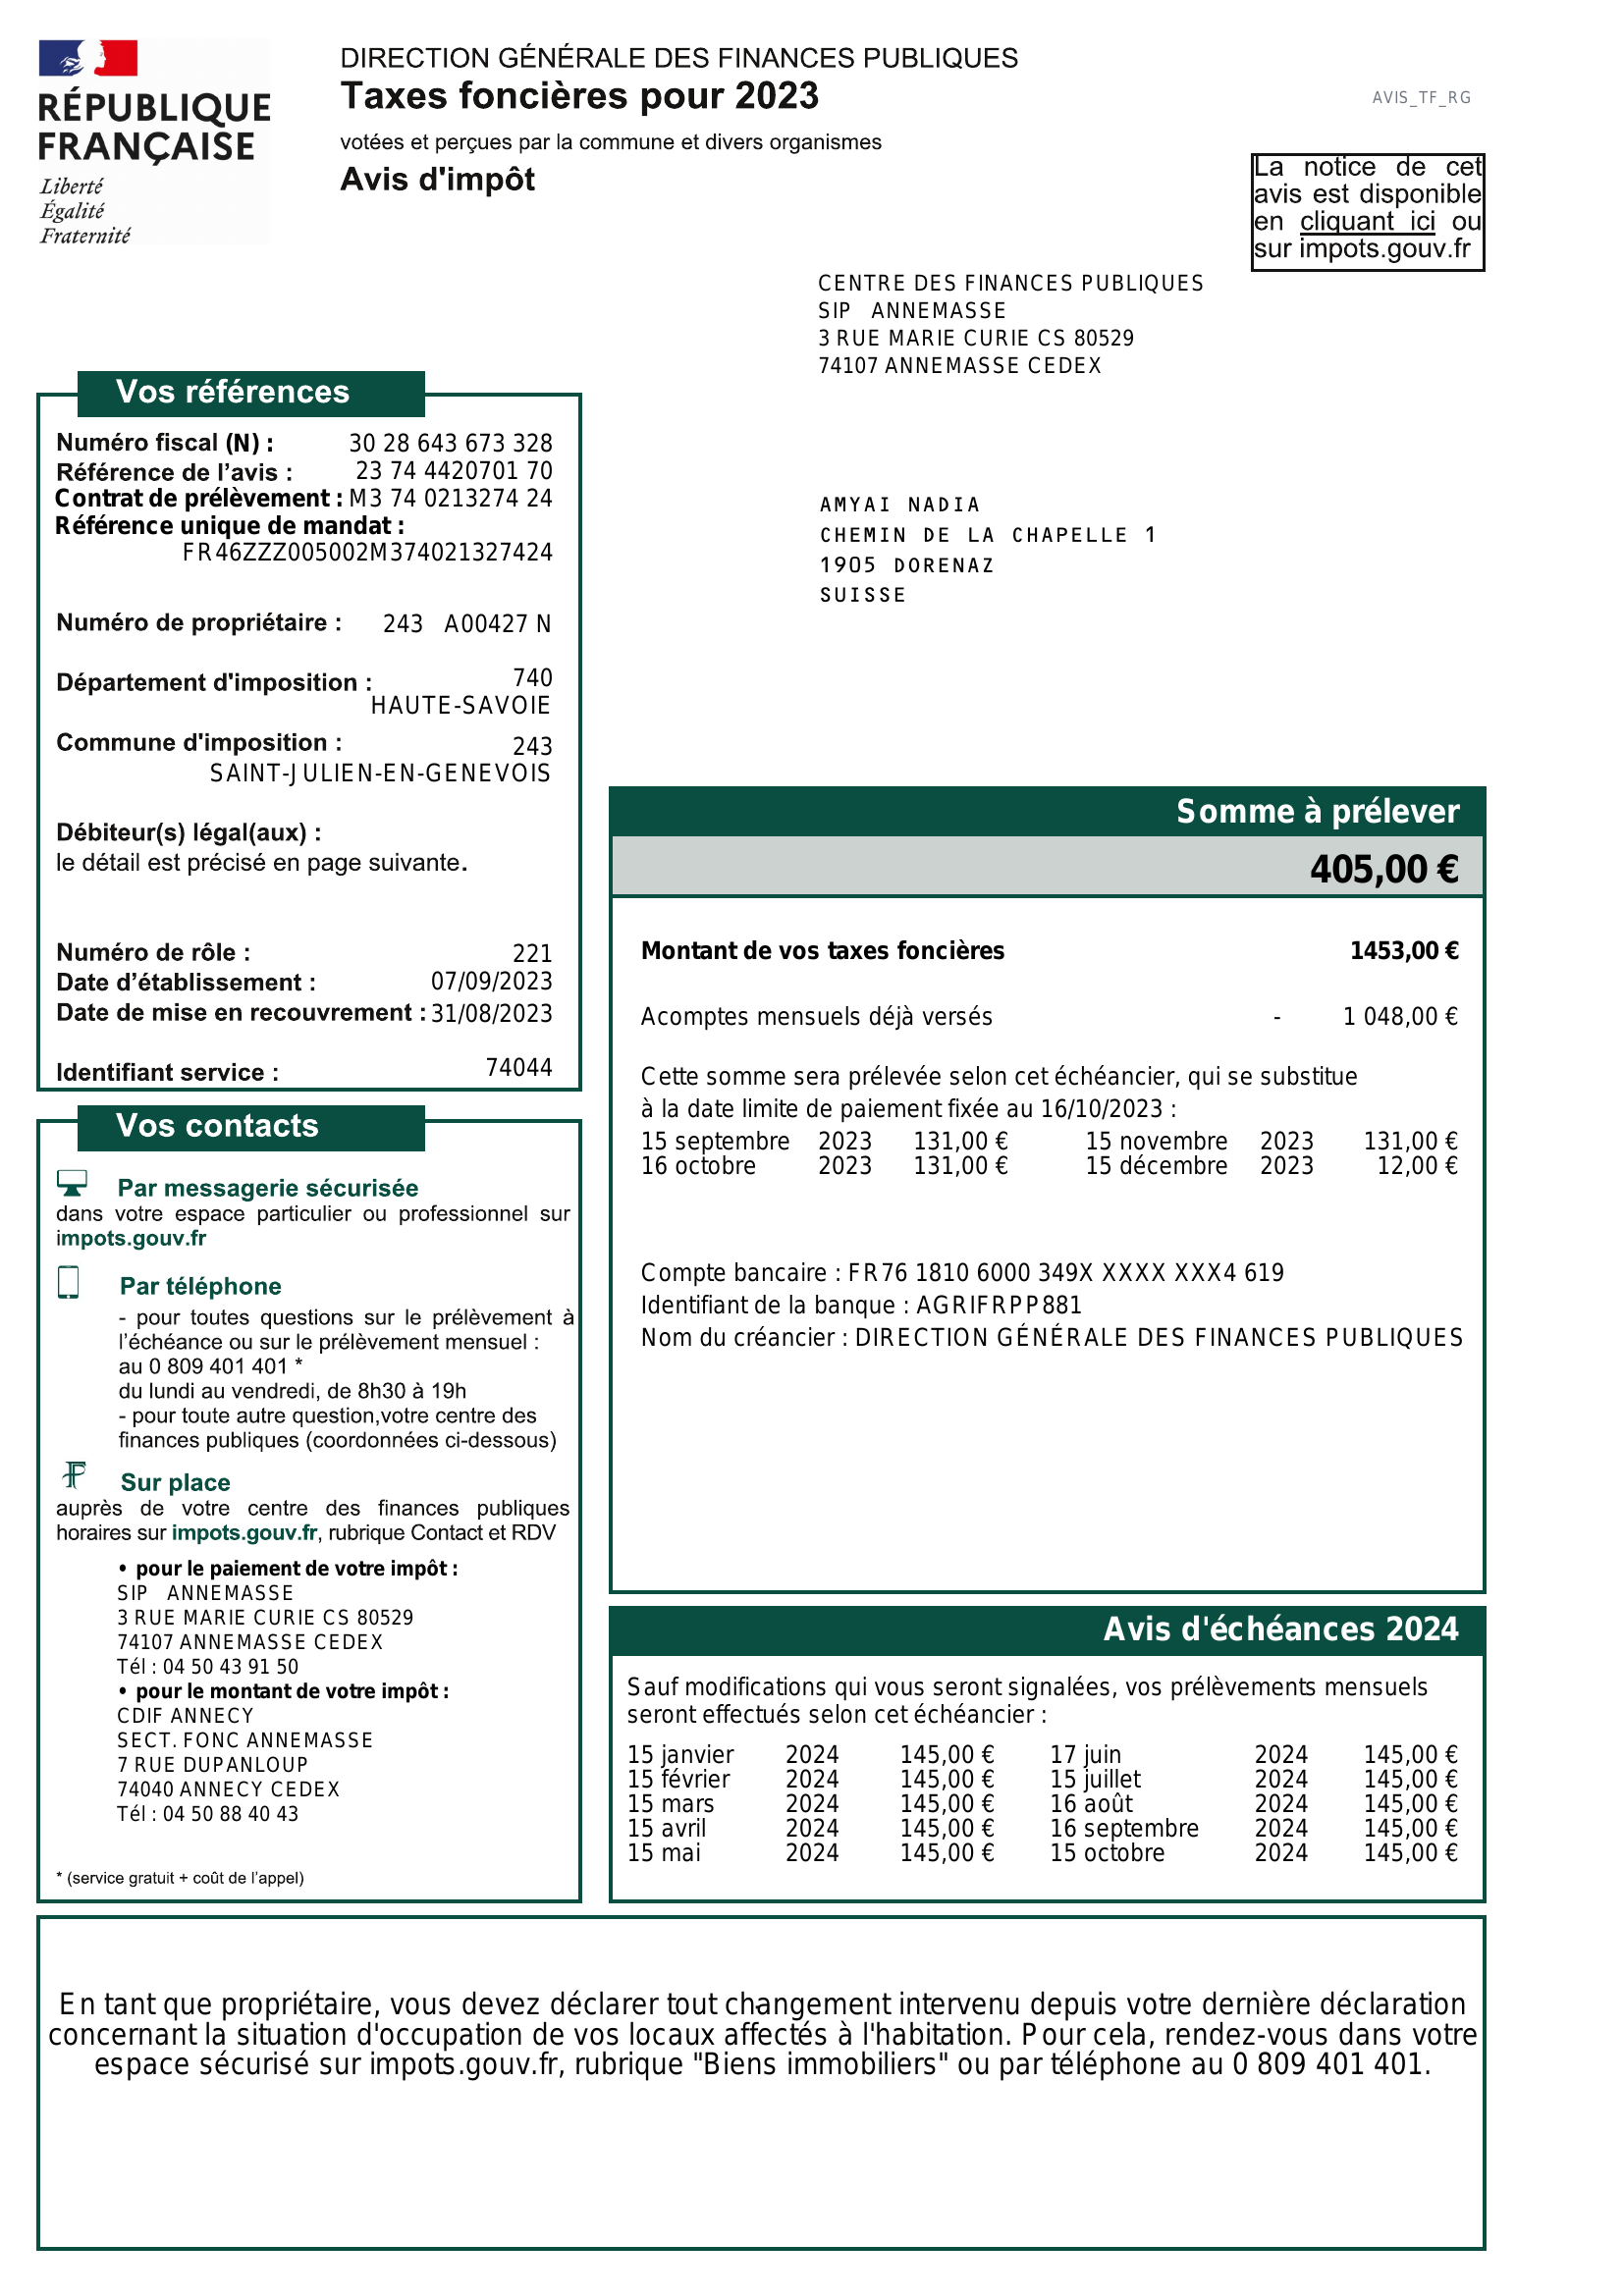 RÉPUBLIQUE
FRANÇAISE
Liberté
Égalité
Fraternité
DIRECTION GÉNÉRALE DES FINANCES PUBLIQUES
Taxes foncières pour 2023
votées et perçues par la commune et divers organismes
Avis d'impôt
AVIS_TF_RG
La notice de cet
avis est disponible
en cliquant ici ou
sur impots.gouv.fr
CENTRE DES FINANCES PUBLIQUES
SIP ANNEMASSE
3 RUE MARIE CURIE CS 80529
74107 ANNEMASSE CEDEX
AMYAI NADIA
CHEMIN DE LA CHAPELLE 1
1905 DORENAZ
SUISSE
Vos références
Numéro fiscal (N) : 30 28 643 673 328
Référence de l’avis : 23 74 4420701 70
Contrat de prélèvement : M3 74 0213274 24
Référence unique de mandat :
FR46ZZZ005002M374021327424
Numéro de propriétaire : 243 A00427 N
Département d'imposition : 740
HAUTE-SAVOIE
Commune d'imposition : 243
SAINT-JULIEN-EN-GENEVOIS
Débiteur(s) légal(aux) :
le détail est précisé en page suivante.
Numéro de rôle : 221
Date d’établissement : 07/09/2023
Date de mise en recouvrement : 31/08/2023
Identifiant service : 74044
Vos contacts
Par messagerie sécurisée
dans votre espace particulier ou professionnel sur
impots.gouv.fr
Par téléphone
- pour toutes questions sur le prélèvement à
l’échéance ou sur le prélèvement mensuel :
au 0 809 401 401 *
du lundi au vendredi, de 8h30 à 19h
- pour toute autre question,votre centre des
finances publiques (coordonnées ci-dessous)
Sur place
auprès de votre centre des finances publiques
horaires sur impots.gouv.fr, rubrique Contact et RDV
• pour le paiement de votre impôt :
SIP ANNEMASSE
3 RUE MARIE CURIE CS 80529
74107 ANNEMASSE CEDEX
Tél : 04 50 43 91 50
• pour le montant de votre impôt :
CDIF ANNECY
SECT. FONC ANNEMASSE
7 RUE DUPANLOUP
74040 ANNECY CEDEX
Tél : 04 50 88 40 43
* (service gratuit + coût de l’appel)
Somme à prélever
405,00 €
Montant de vos taxes foncières 1453,00 €
Acomptes mensuels déjà versés - 1 048,00 €
Cette somme sera prélevée selon cet échéancier, qui se substitue
à la date limite de paiement fixée au 16/10/2023 :
15 septembre 2023 131,00 € 15 novembre 2023 131,00 €
16 octobre 2023 131,00 € 15 décembre 2023 12,00 €
Compte bancaire : FR76 1810 6000 349X XXXX XXX4 619
Identifiant de la banque : AGRIFRPP881
Nom du créancier : DIRECTION GÉNÉRALE DES FINANCES PUBLIQUES
Avis d'échéances 2024
Sauf modifications qui vous seront signalées, vos prélèvements mensuels
seront effectués selon cet échéancier :
15 janvier 2024 145,00 € 17 juin 2024 145,00 €
15 février 2024 145,00 € 15 juillet 2024 145,00 €
15 mars 2024 145,00 € 16 août 2024 145,00 €
15 avril 2024 145,00 € 16 septembre 2024 145,00 €
15 mai 2024 145,00 € 15 octobre 2024 145,00 €
En tant que propriétaire, vous devez déclarer tout changement intervenu depuis votre dernière déclaration
concernant la situation d'occupation de vos locaux affectés à l'habitation. Pour cela, rendez-vous dans votre
espace sécurisé sur impots.gouv.fr, rubrique "Biens immobiliers" ou par téléphone au 0 809 401 401.